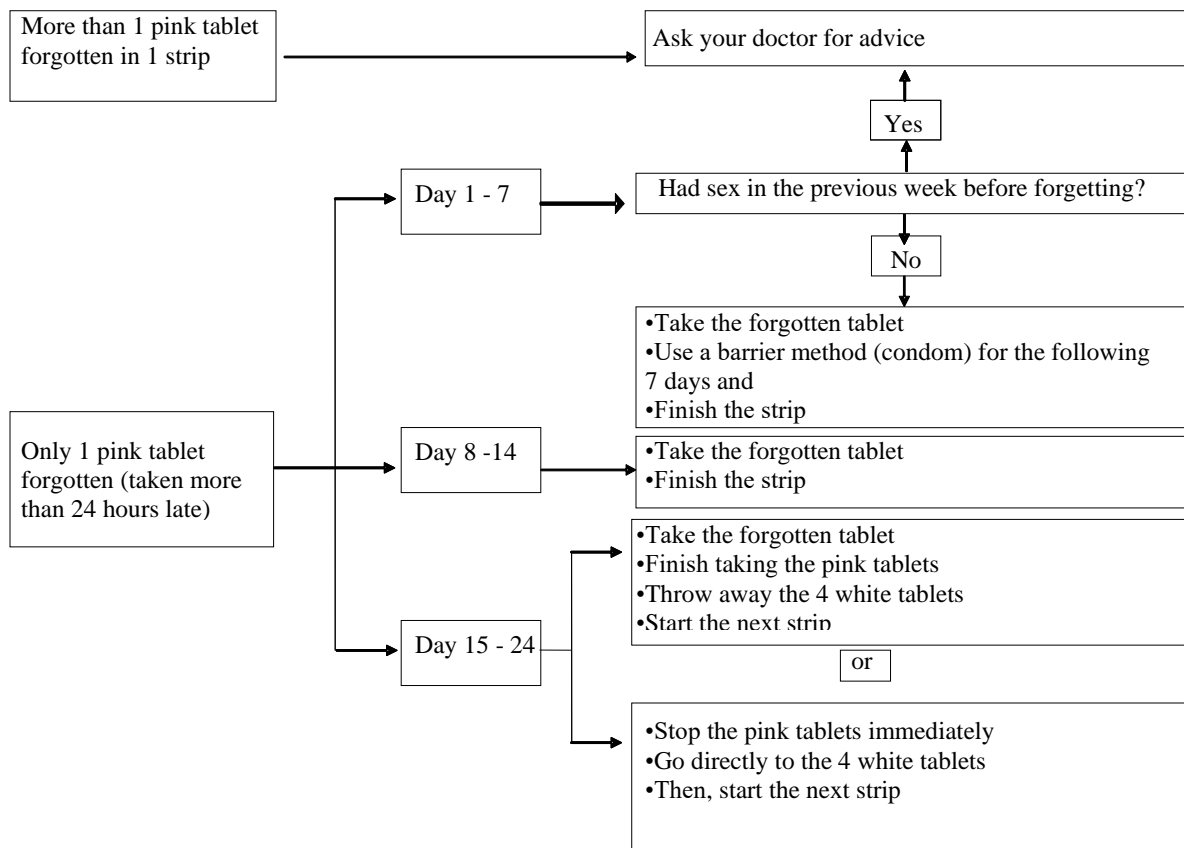 More than 1 pink tablet
forgotten in 1 strip
Ask your doctor for advice
Yes
Day 1 - 7
Had sex in the previous week before forgetting?
No
•Take the forgotten tablet
•Use a barrier method (condom) for the following
7 days and
•Finish the strip
Only 1 pink tablet
forgotten (taken more
than 24 hours late)
Day 8 -14
•Take the forgotten tablet
•Finish the strip
Day 15 - 24
•Take the forgotten tablet
•Finish taking the pink tablets
•Throw away the 4 white tablets
•Start the next strip
or
•Stop the pink tablets immediately
•Go directly to the 4 white tablets
•Then, start the next strip